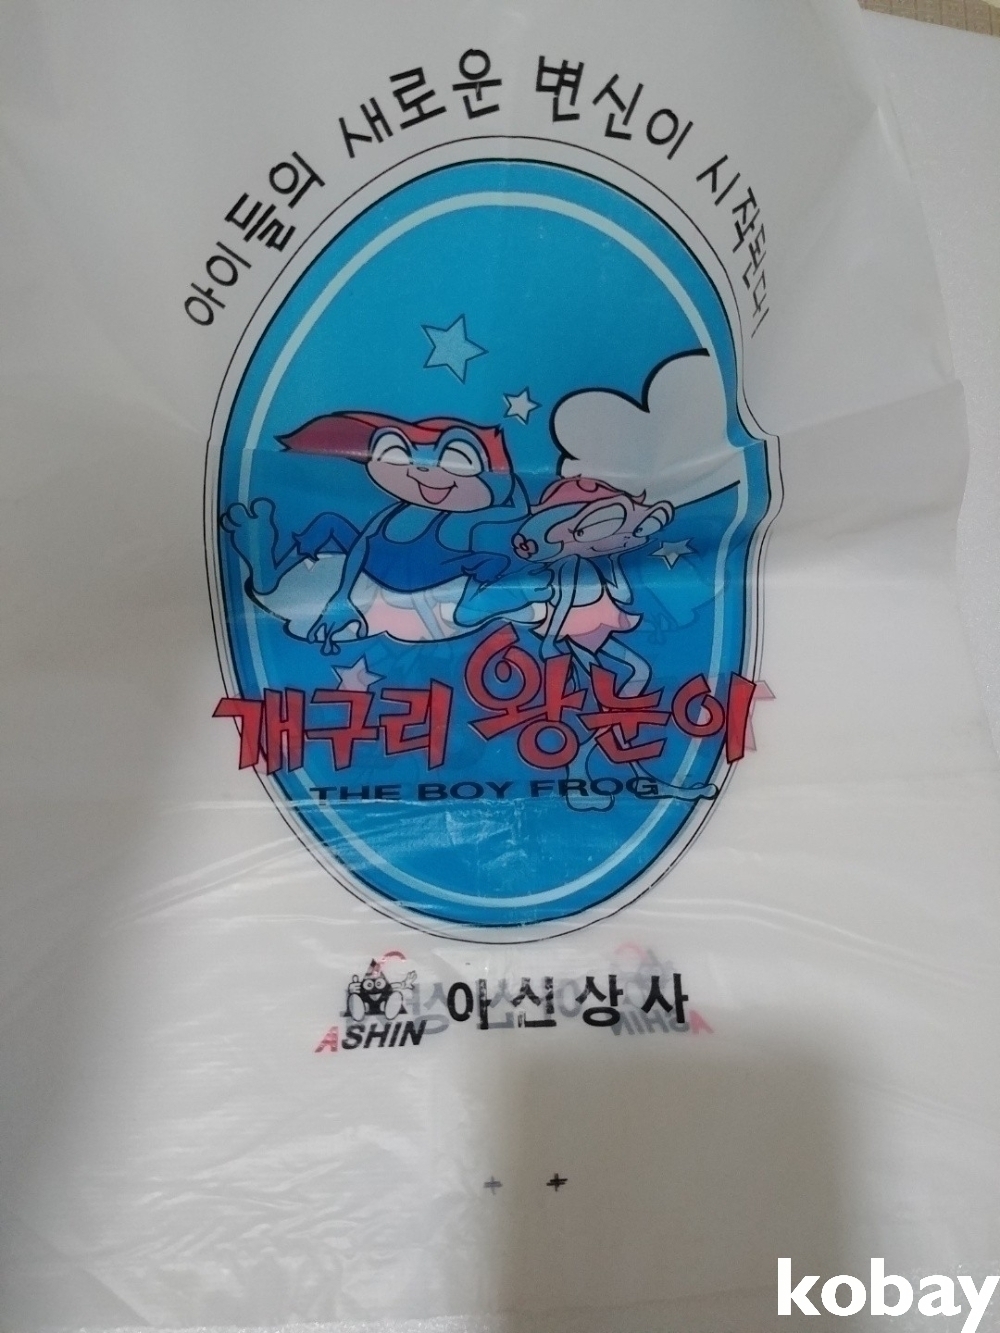 아이들의 새로운 변신이 시작된다!
개구리 왕눈이
THE BOY FROG
ASHIN 아신상사
kobay